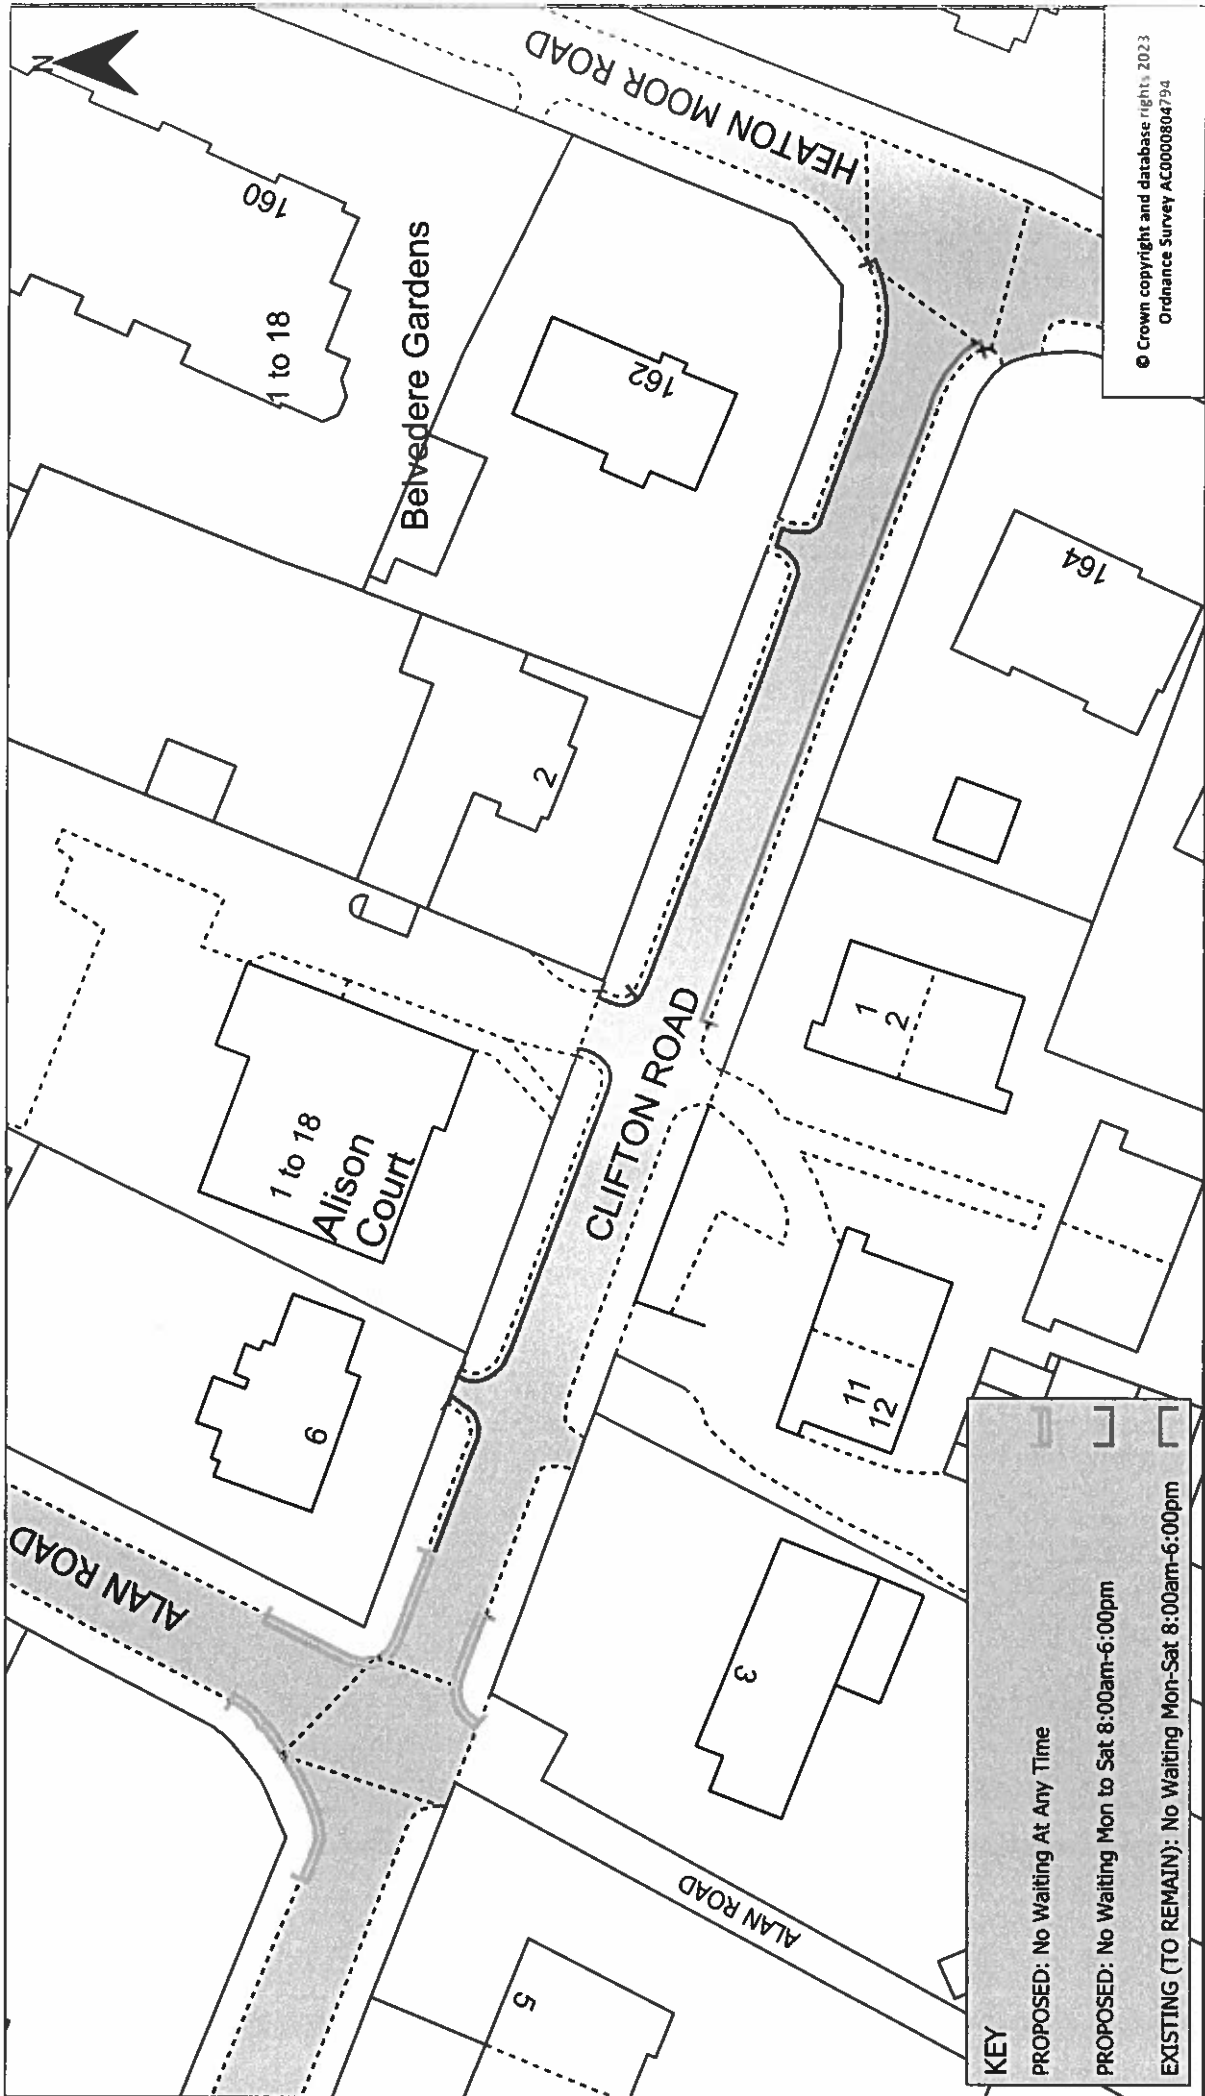 N
HEATON MOOR ROAD
© Crown copyright and database rights 2023
Ordnance Survey AC0000804794
160
1 to 18
Belvedere Gardens
162
164
2
1
2
CLIFTON ROAD
1 to 18
Alison
Court
6
11
12
ALAN ROAD
3
ALAN ROAD
5
KEY
PROPOSED: No Waiting At Any Time
PROPOSED: No Waiting Mon to Sat 8:00am-6:00pm
EXISTING (TO REMAIN): No Waiting Mon-Sat 8:00am-6:00pm